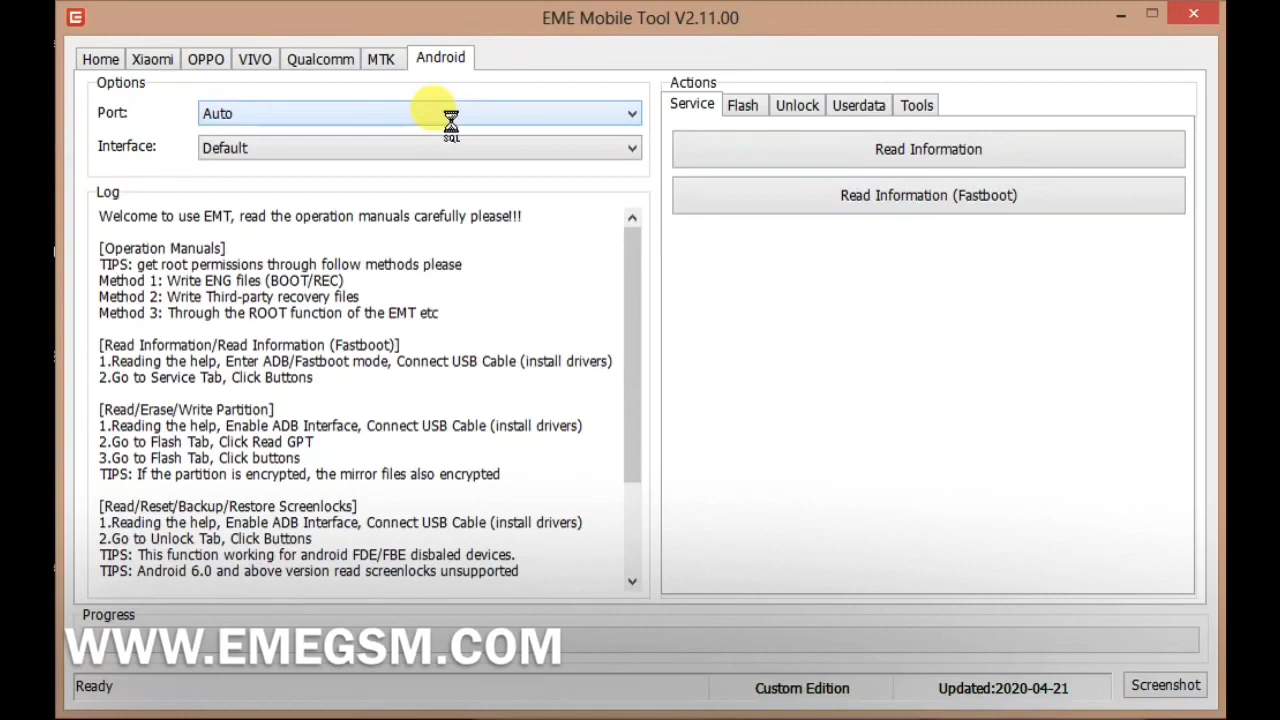 EME Mobile Tool V2.11.00
Home Xiaomi OPPO VIVO Qualcomm MTK Android
Options
Port: Auto
Interface: Default
Log
Welcome to use EMT, read the operation manuals carefully please!!!
[Operation Manuals]
TIPS: get root permissions through follow methods please
Method 1: Write ENG files (BOOT/REC)
Method 2: Write Third-party recovery files
Method 3: Through the ROOT function of the EMT etc
[Read Information/Read Information (Fastboot)]
1.Reading the help, Enter ADB/Fastboot mode, Connect USB Cable (install drivers)
2.Go to Service Tab, Click Buttons
[Read/Erase/Write Partition]
1.Reading the help, Enable ADB Interface, Connect USB Cable (install drivers)
2.Go to Flash Tab, Click Read GPT
3.Go to Flash Tab, Click buttons
TIPS: If the partition is encrypted, the mirror files also encrypted
[Read/Reset/Backup/Restore Screenlocks]
1.Reading the help, Enable ADB Interface, Connect USB Cable (install drivers)
2.Go to Unlock Tab, Click Buttons
TIPS: This function working for android FDE/FBE disbaled devices.
TIPS: Android 6.0 and above version read screenlocks unsupported
Actions
Service Flash Unlock Userdata Tools
Read Information
Read Information (Fastboot)
SQL
Progress
WWW.EMEGSM.COM
Ready
Custom Edition
Updated:2020-04-21
Screenshot